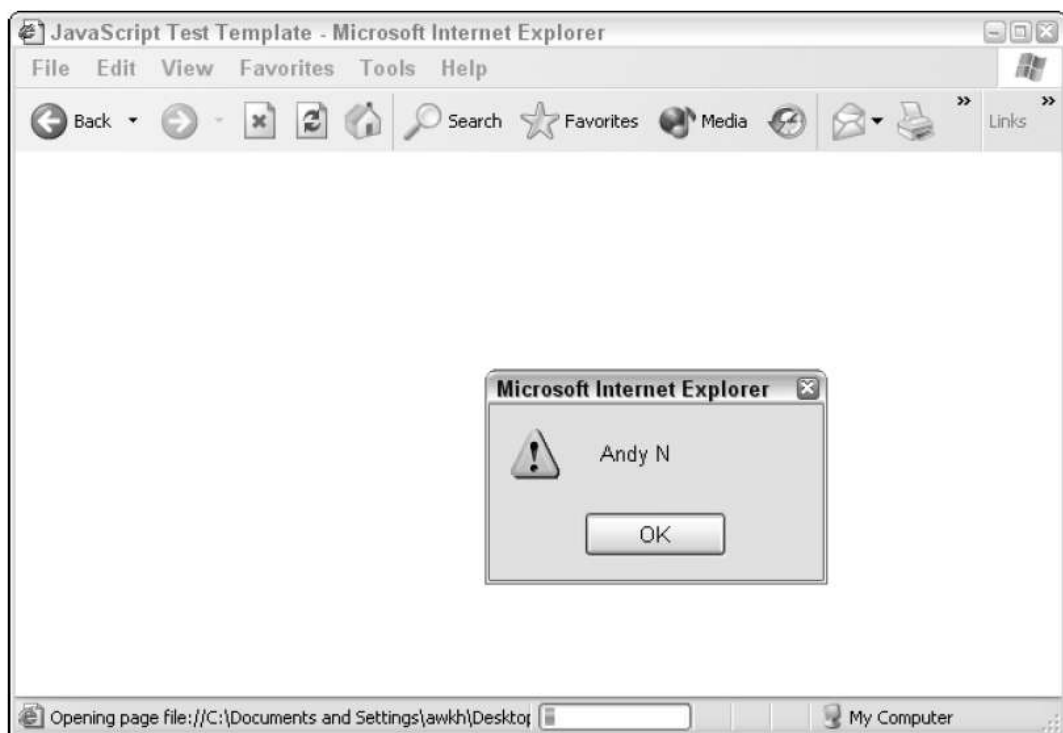 JavaScript Test Template - Microsoft Internet Explorer
File Edit View Favorites Tools Help
Back Search Favorites Media » Links »
Microsoft Internet Explorer
Andy N
OK
Opening page file://C:\Documents and Settings\awkh\Desktop My Computer